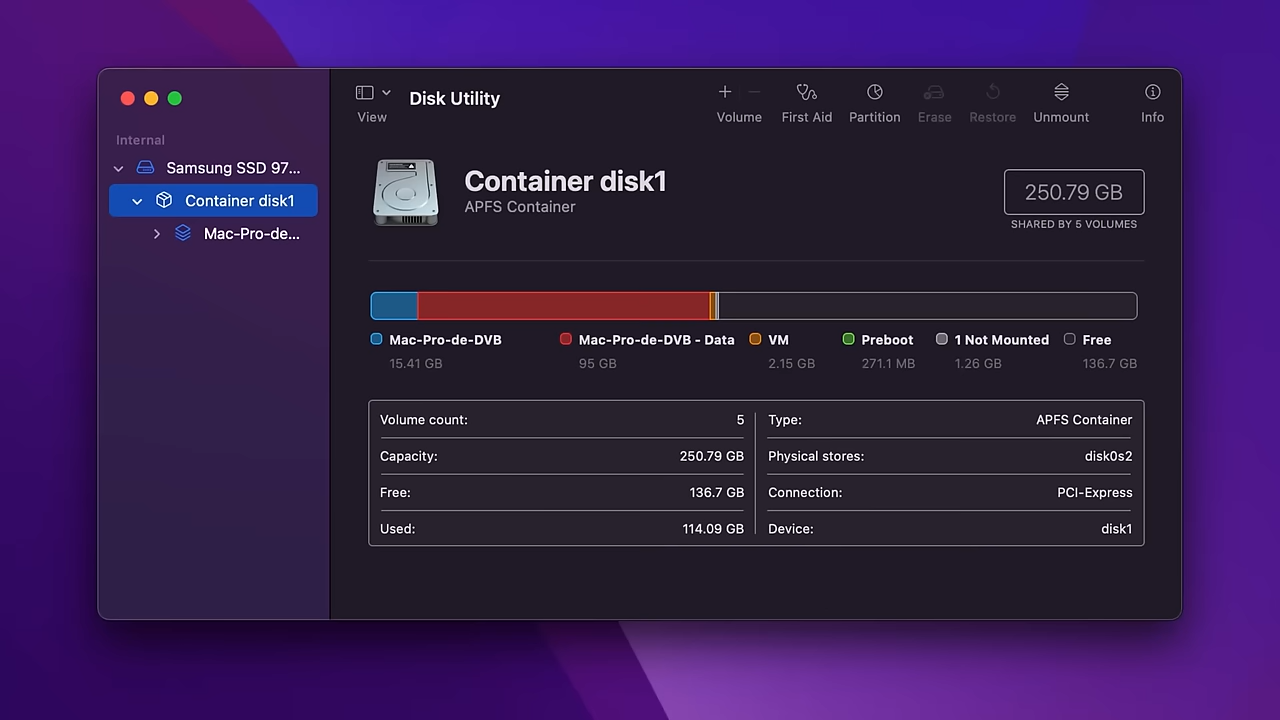 Disk Utility
View
Volume
First Aid
Partition
Erase
Restore
Unmount
Info
Internal
Samsung SSD 97...
Container disk1
Mac-Pro-de...
Container disk1
APFS Container
250.79 GB
SHARED BY 5 VOLUMES
Mac-Pro-de-DVB
15.41 GB
Mac-Pro-de-DVB - Data
95 GB
VM
2.15 GB
Preboot
271.1 MB
1 Not Mounted
1.26 GB
Free
136.7 GB
Volume count: 5
Capacity: 250.79 GB
Free: 136.7 GB
Used: 114.09 GB
Type: APFS Container
Physical stores: disk0s2
Connection: PCI-Express
Device: disk1